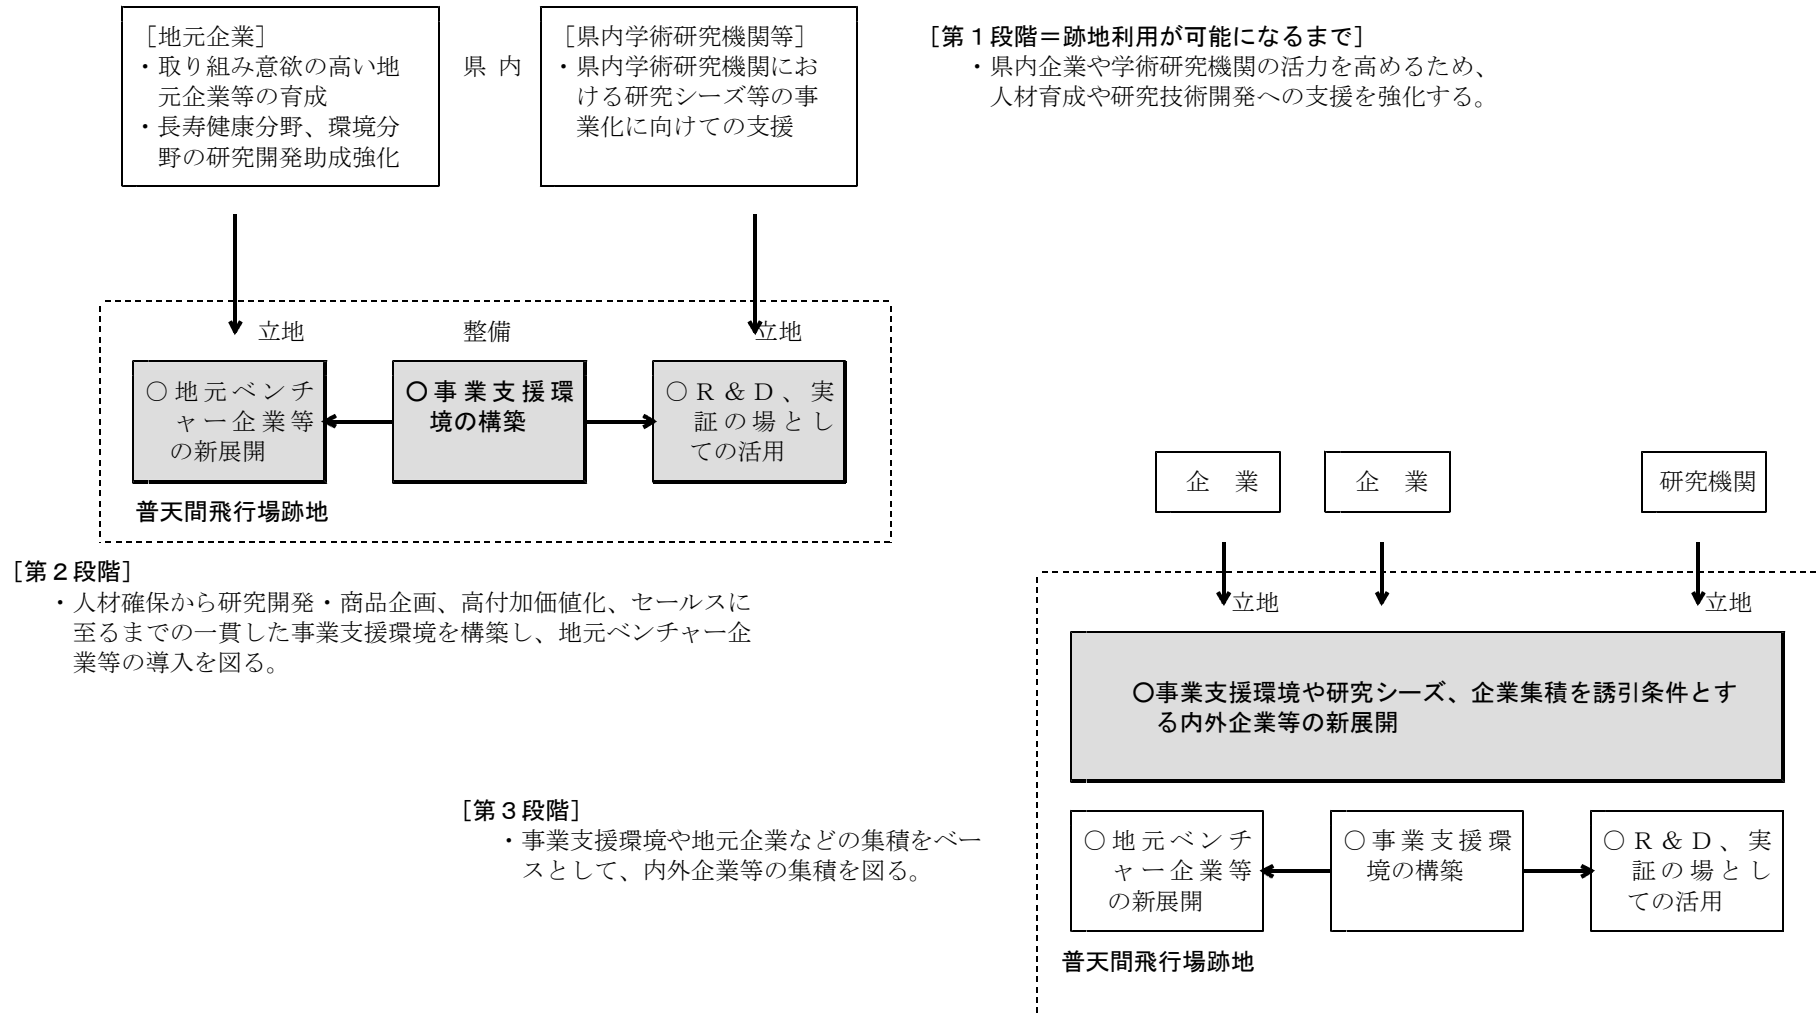 ［地元企業］
・取り組み意欲の高い地
元企業等の育成
・長寿健康分野、環境分
野の研究開発助成強化
県 内
［県内学術研究機関等］
・県内学術研究機関にお
ける研究シーズ等の事
業化に向けての支援
［第１段階＝跡地利用が可能になるまで］
・県内企業や学術研究機関の活力を高めるため、
人材育成や研究技術開発への支援を強化する。
立地
整備
立地
○地元ベンチ
ャー企業等
の新展開
○事業支援環
境の構築
○Ｒ＆Ｄ、実
証の場とし
ての活用
普天間飛行場跡地
［第２段階］
・人材確保から研究開発・商品企画、高付加価値化、セールスに
至るまでの一貫した事業支援環境を構築し、地元ベンチャー企
業等の導入を図る。
企 業
企 業
研究機関
立地
立地
○事業支援環境や研究シーズ、企業集積を誘引条件とす
る内外企業等の新展開
［第３段階］
・事業支援環境や地元企業などの集積をベー
スとして、内外企業等の集積を図る。
○地元ベンチ
ャー企業等
の新展開
○事業支援環
境の構築
○Ｒ＆Ｄ、実
証の場とし
ての活用
普天間飛行場跡地